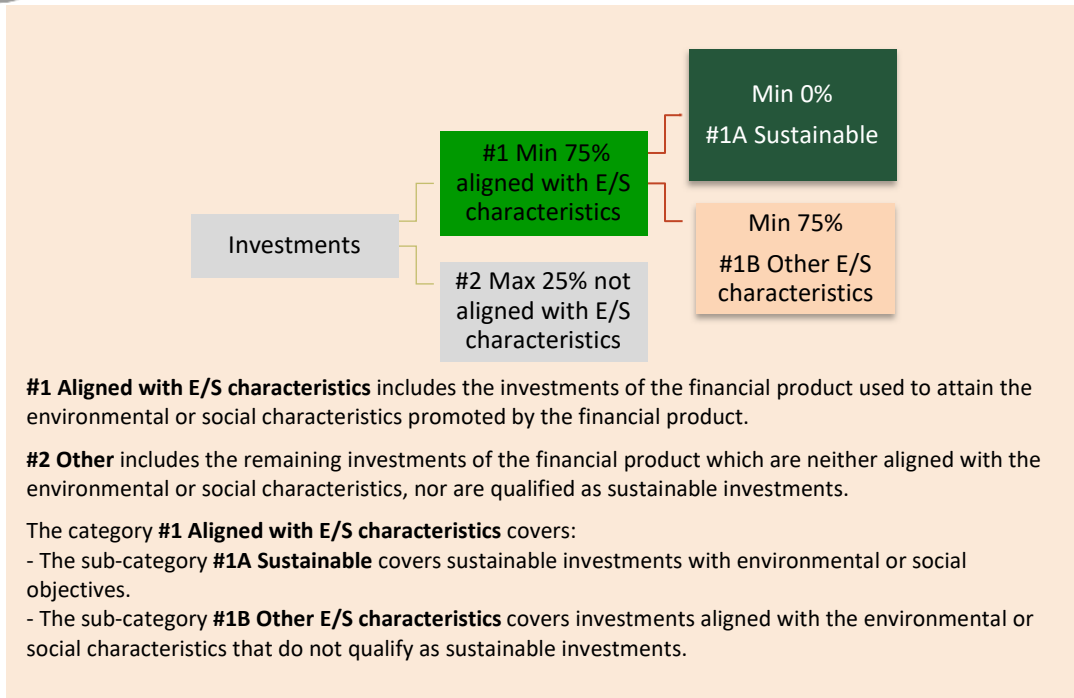 Min 0%
#1A Sustainable
#1 Min 75%
aligned with E/S
characteristics
Investments
Min 75%
#1B Other E/S
characteristics
#2 Max 25% not
aligned with E/S
characteristics
#1 Aligned with E/S characteristics includes the investments of the financial product used to attain the
environmental or social characteristics promoted by the financial product.
#2 Other includes the remaining investments of the financial product which are neither aligned with the
environmental or social characteristics, nor are qualified as sustainable investments.
The category #1 Aligned with E/S characteristics covers:
- The sub-category #1A Sustainable covers sustainable investments with environmental or social
objectives.
- The sub-category #1B Other E/S characteristics covers investments aligned with the environmental or
social characteristics that do not qualify as sustainable investments.